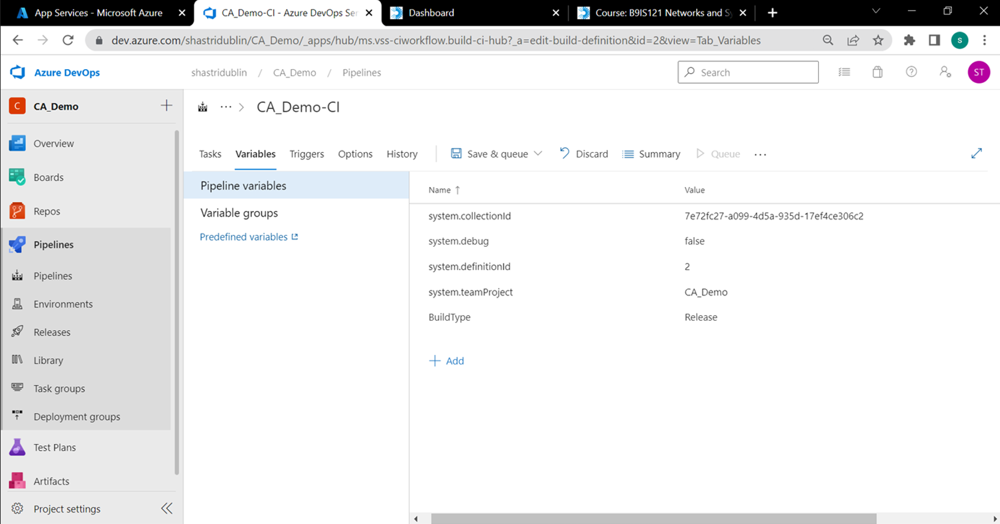 App Services - Microsoft Azure
CA_Demo-CI - Azure DevOps Ser
Dashboard
Course: B9IS121 Networks and Sy
dev.azure.com/shastridublin/CA_Demo/_apps/hub/ms.vss-ciworkflow.build-ci-hub?_a=edit-build-definition&id=2&view=Tab_Variables
s
Azure DevOps
shastridublin / CA_Demo / Pipelines
Search
ST
C CA_Demo
Overview
Boards
Repos
Pipelines
Pipelines
Environments
Releases
Library
Task groups
Deployment groups
Test Plans
Artifacts
Project settings
CA_Demo-CI
Tasks Variables Triggers Options History Save & queue Discard Summary Queue
Pipeline variables
Variable groups
Predefined variables
Name Value
system.collectionId 7e72fc27-a099-4d5a-935d-17ef4ce306c2
system.debug false
system.definitionId 2
system.teamProject CA_Demo
BuildType Release
Add